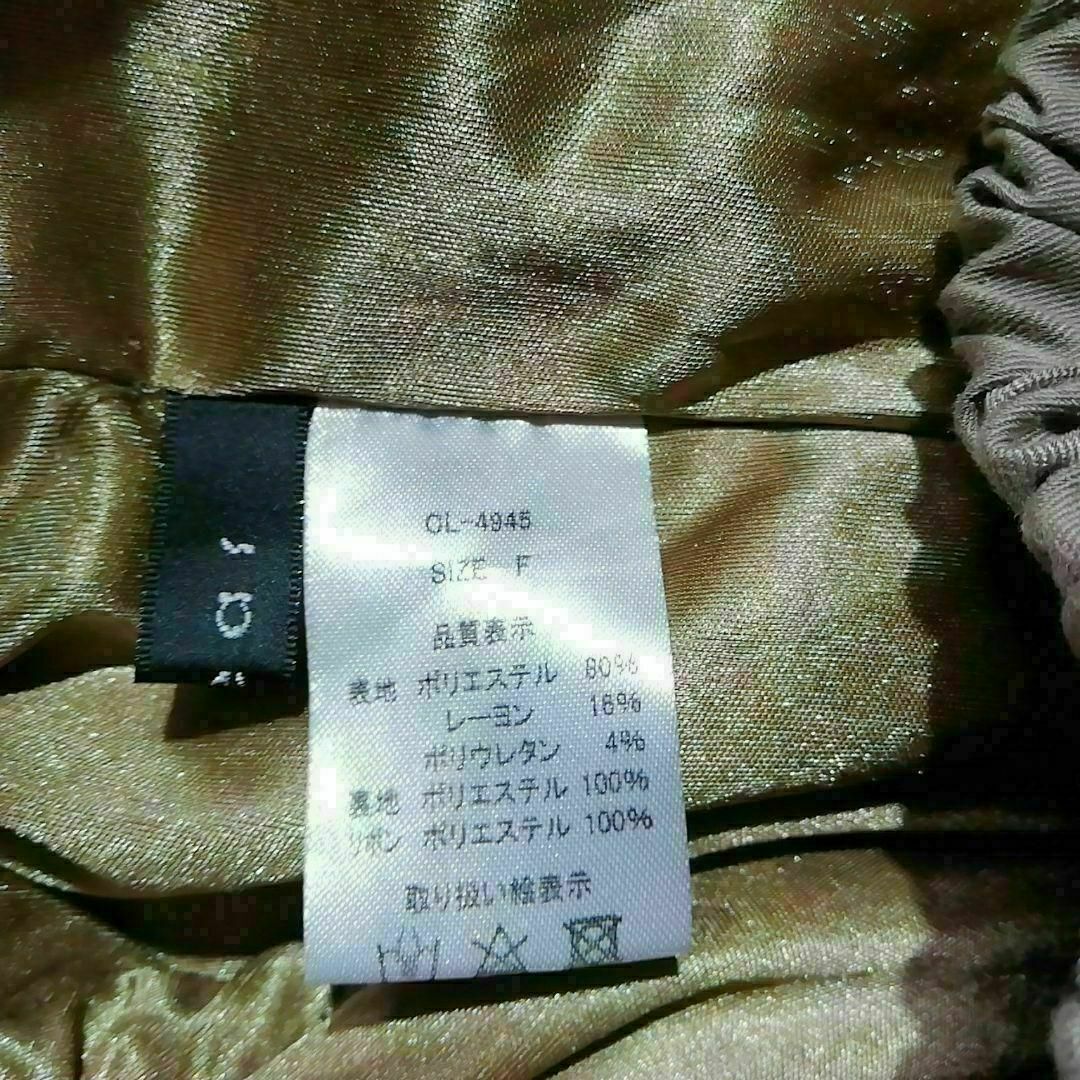 OL-4945
SIZE F
品質表示
表地 ポリエステル 80%
レーヨン 16%
ポリウレタン 4%
裏地 ポリエステル 100%
リボン ポリエステル 100%
取り扱い絵表示